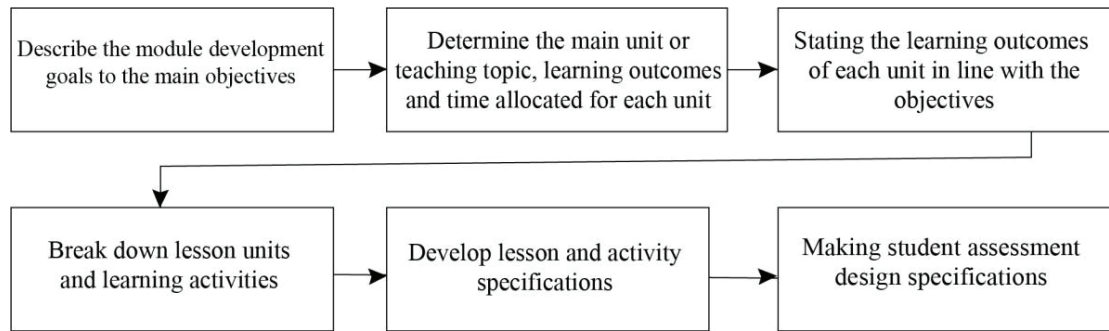 Describe the module development
goals to the main objectives
Determine the main unit or
teaching topic, learning outcomes
and time allocated for each unit
Stating the learning outcomes
of each unit in line with the
objectives
Break down lesson units
and learning activities
Develop lesson and activity
specifications
Making student assessment
design specifications